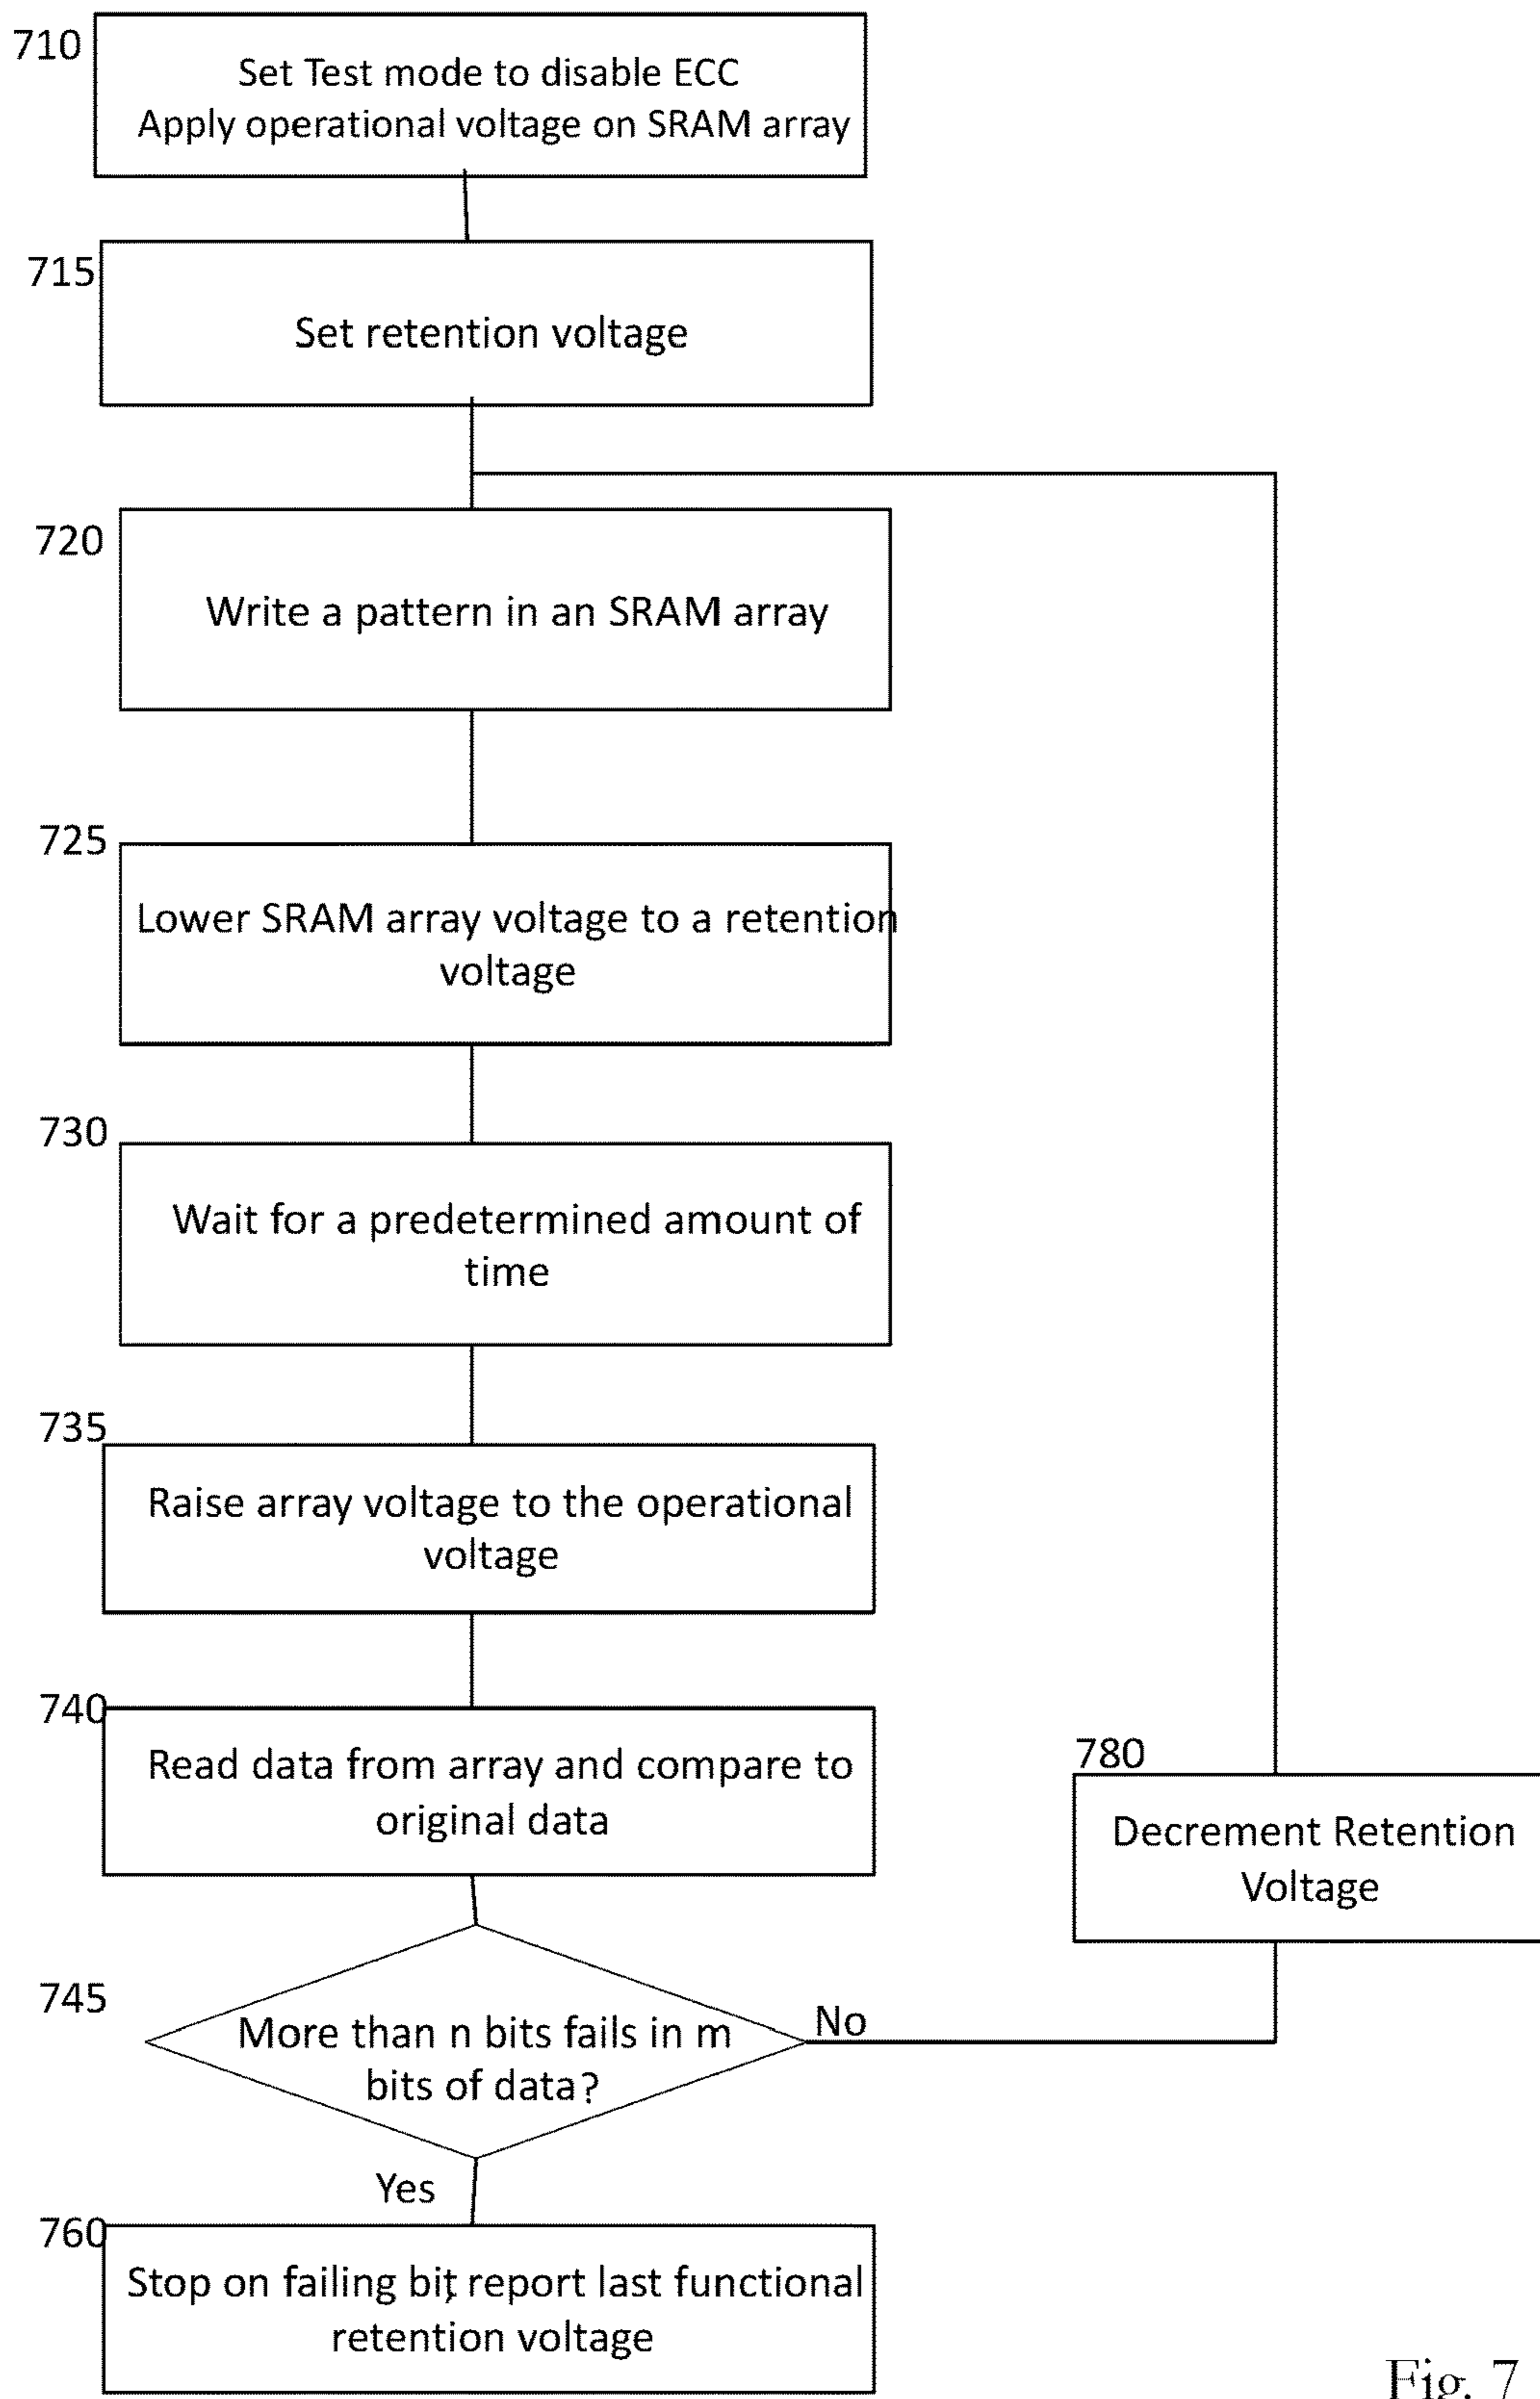 710
Set Test mode to disable ECC
Apply operational voltage on SRAM array
715
Set retention voltage
720
Write a pattern in an SRAM array
725
Lower SRAM array voltage to a retention
voltage
730
Wait for a predetermined amount of
time
735
Raise array voltage to the operational
voltage
740
Read data from array and compare to
original data
780
Decrement Retention
Voltage
745
More than n bits fails in m
bits of data?
No
Yes
760
Stop on failing bit, report last functional
retention voltage
Fig. 7